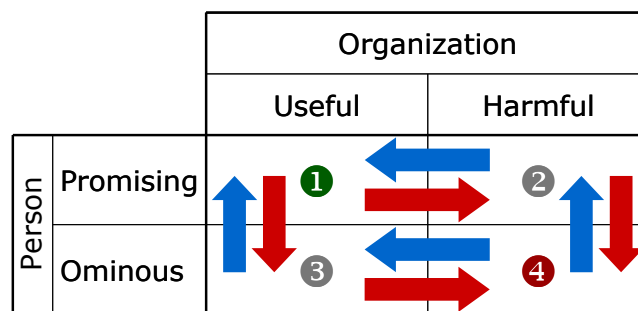 Organization
Useful Harmful
Person
Promising 1 2
Ominous 3 4